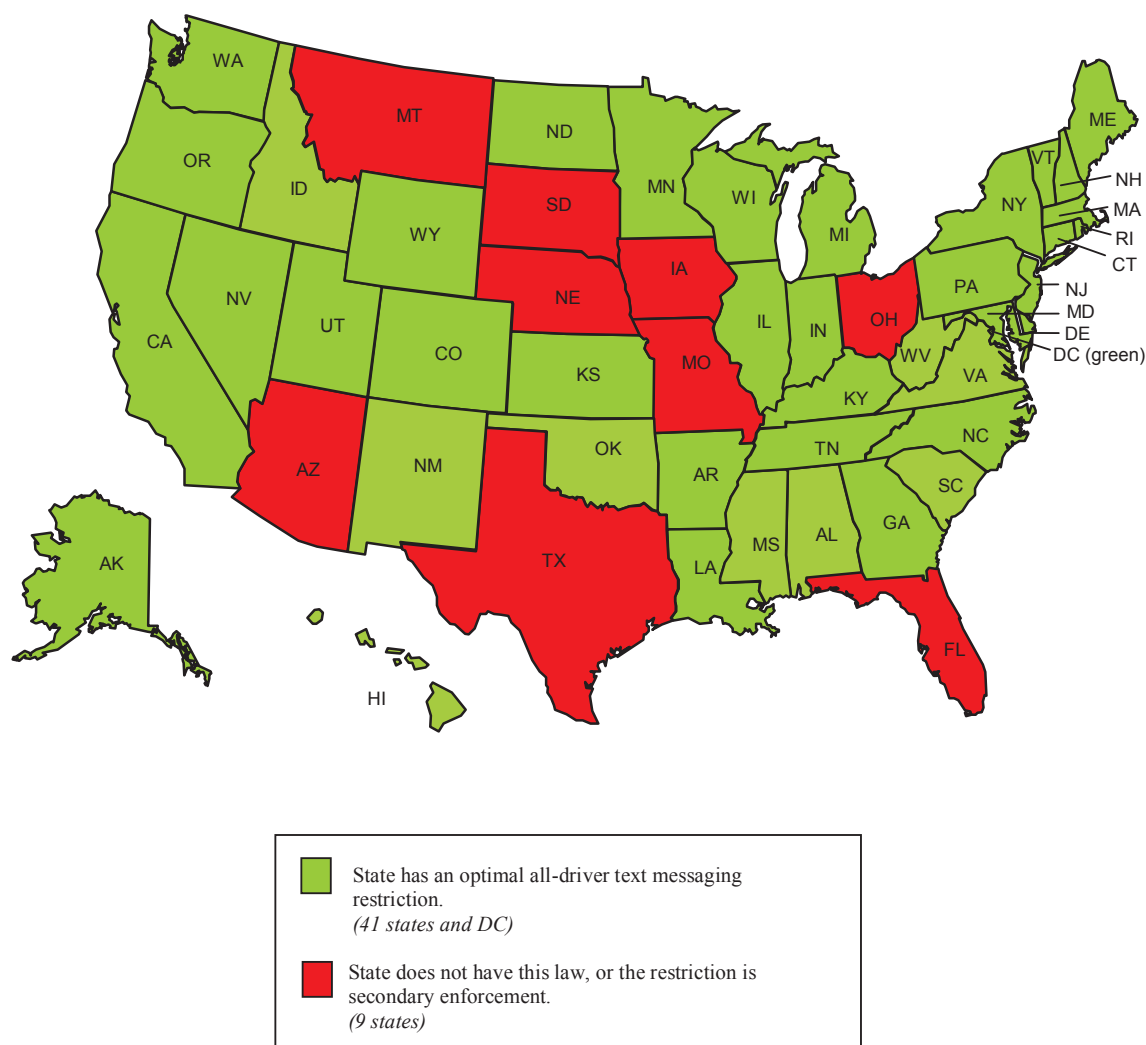 WA
MT
ND
ME
OR
VT
MN
ID
NH
SD
WI
NY
MA
WY
MI
RI
CT
IA
PA
NE
NJ
NV
MD
IL
OH
UT
IN
DE
CA
CO
DC (green)
WV
MO
KS
VA
KY
NC
TN
OK
AZ
NM
AR
SC
GA
AL
MS
TX
AK
LA
FL
HI
State has an optimal all-driver text messaging
restriction.
(41 states and DC)
State does not have this law, or the restriction is
secondary enforcement.
(9 states)